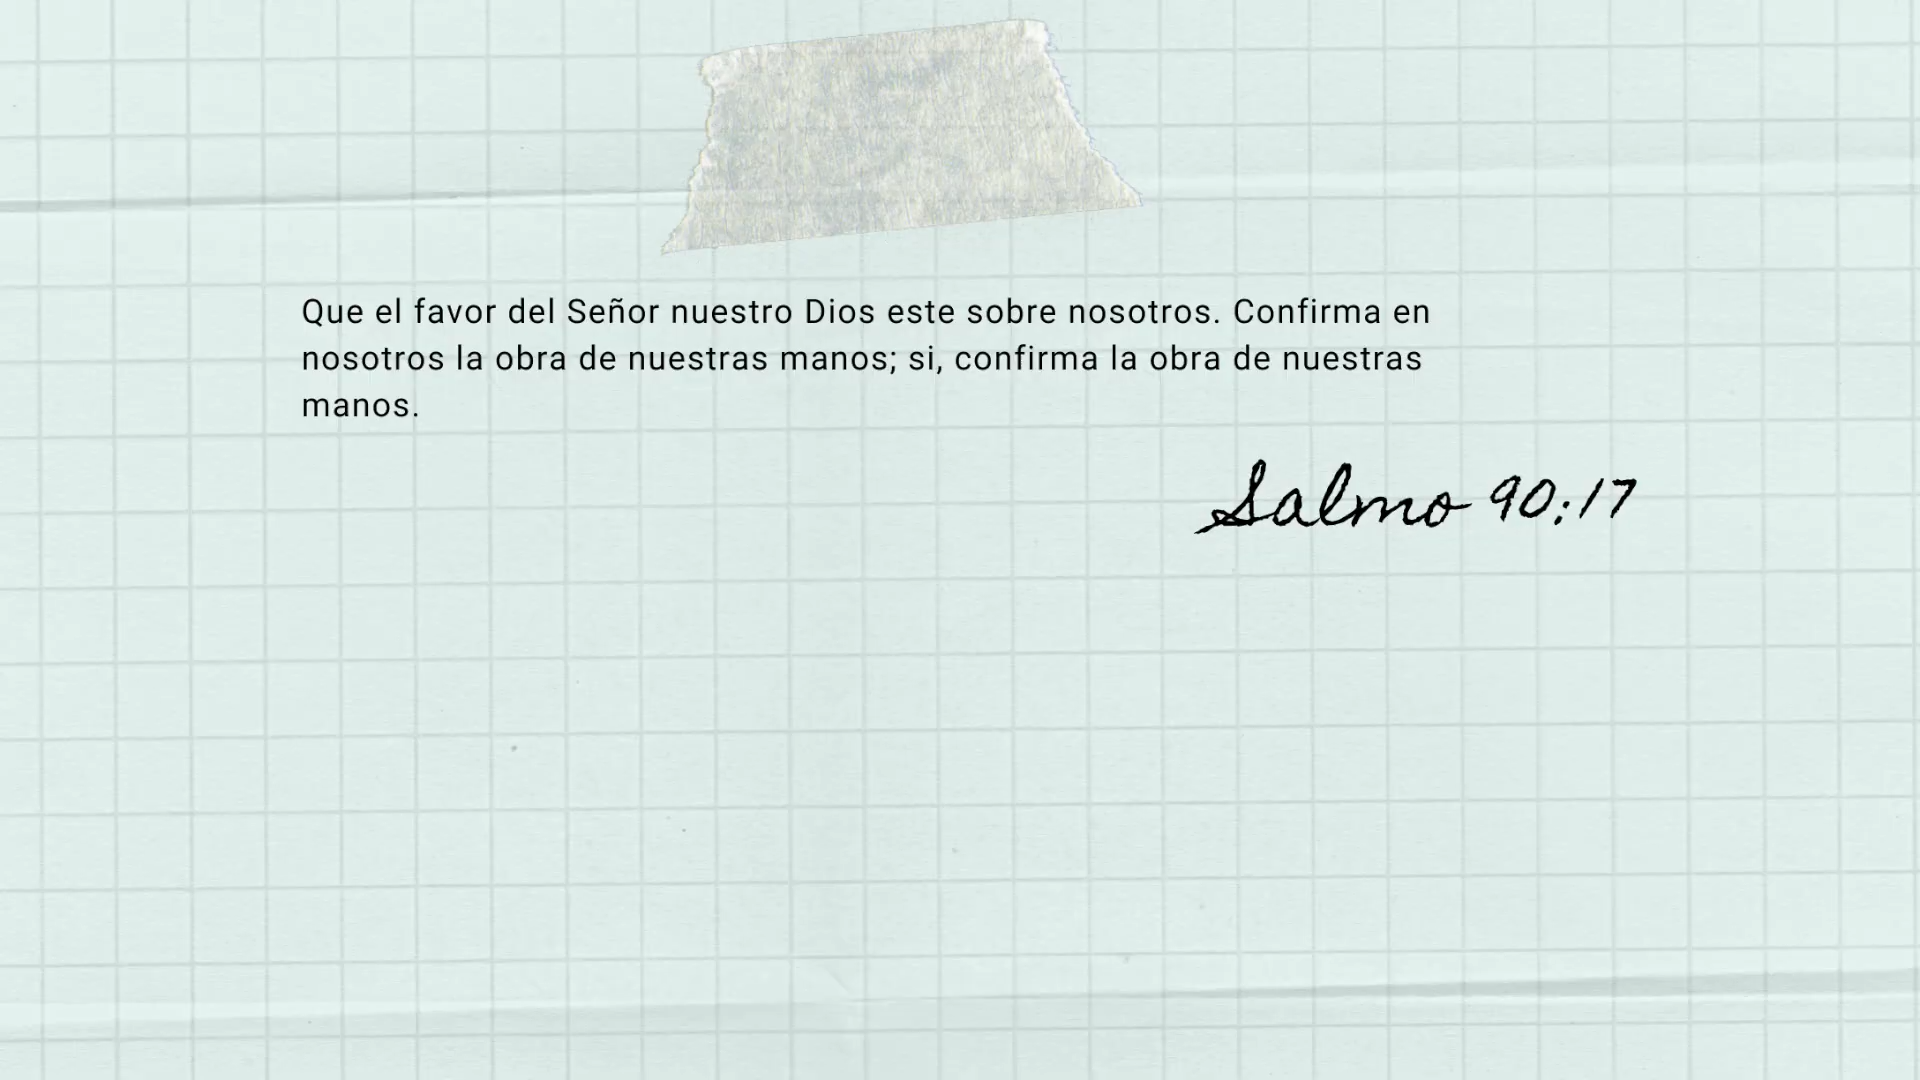 Que el favor del Señor nuestro Dios este sobre nosotros. Confirma en
nosotros la obra de nuestras manos; si, confirma la obra de nuestras
manos.
Salmo 90:17